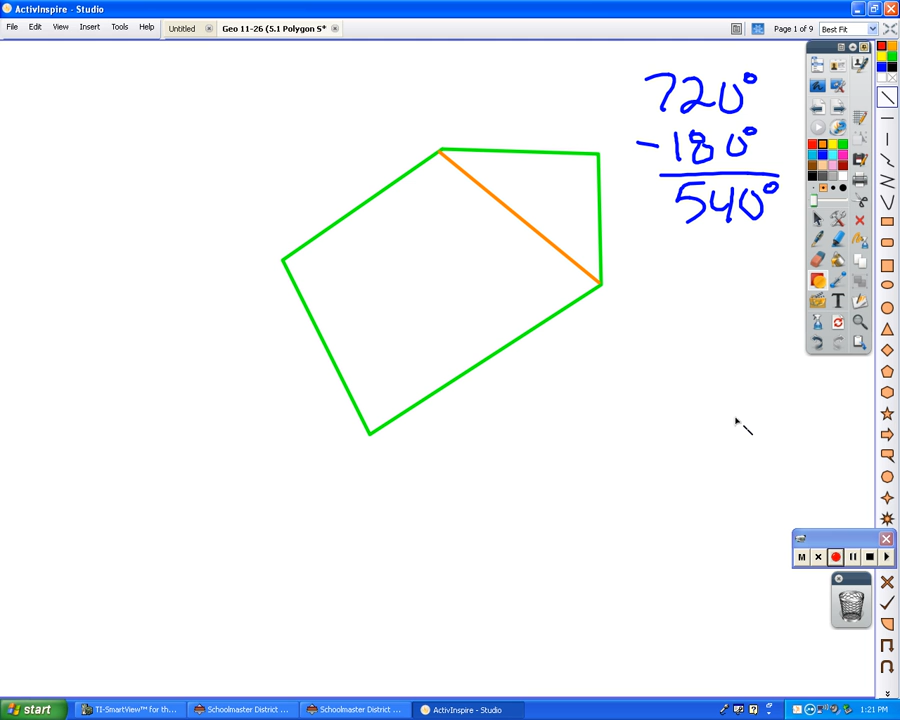 ActivInspire - Studio
File Edit View Insert Tools Help
Untitled
Geo 11-26 (5.1 Polygon S*
Page 1 of 9
Best Fit
720°
-180°
540°
T
M
start
TI-SmartView™ for th...
Schoolmaster District ...
Schoolmaster District ...
ActivInspire - Studio
1:21 PM